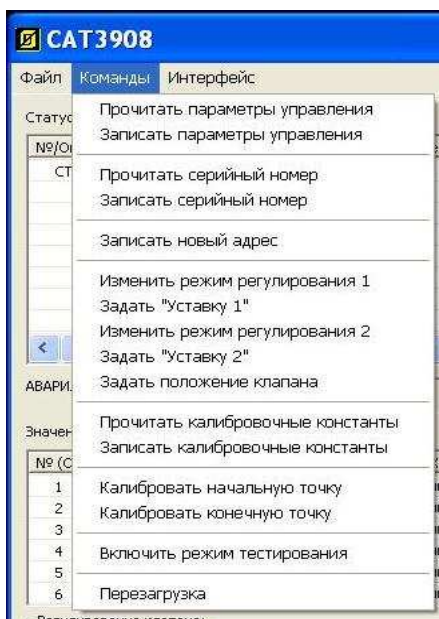 CAT3908
Файл Команды Интерфейс
Прочитать параметры управления
Статус
Записать параметры управления
Прочитать серийный номер
Записать серийный номер
Записать новый адрес
Изменить режим регулирования 1
Задать "Уставку 1"
Изменить режим регулирования 2
Задать "Уставку 2"
Задать положение клапана
Прочитать калибровочные константы
Записать калибровочные константы
Калибровать начальную точку
1
Калибровать конечную точку
2
3
Включить режим тестирования
4
5
Перезагрузка
6